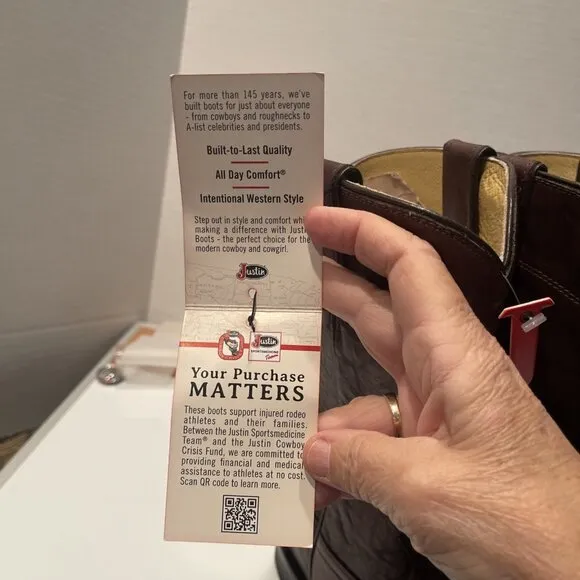 For more than 145 years, we've
built boots for just about everyone
- from cowboys and roughnecks to
A-list celebrities and presidents.
Built-to-Last Quality
All Day Comfort®
Intentional Western Style
Step out in style and comfort
making a difference with
Boots - the perfect choice for the
modern cowboy and cowgirl.
Justin
Justin
SPORTSMEDICINE
Your Purchase
MATTERS
These boots support injured rodeo
athletes and their families.
Between the Justin Sportsmedicine
Team® and the Justin Cowboy
Crisis Fund, we are committed to
providing financial and medical
assistance to athletes at no cost.
Scan QR code to learn more.